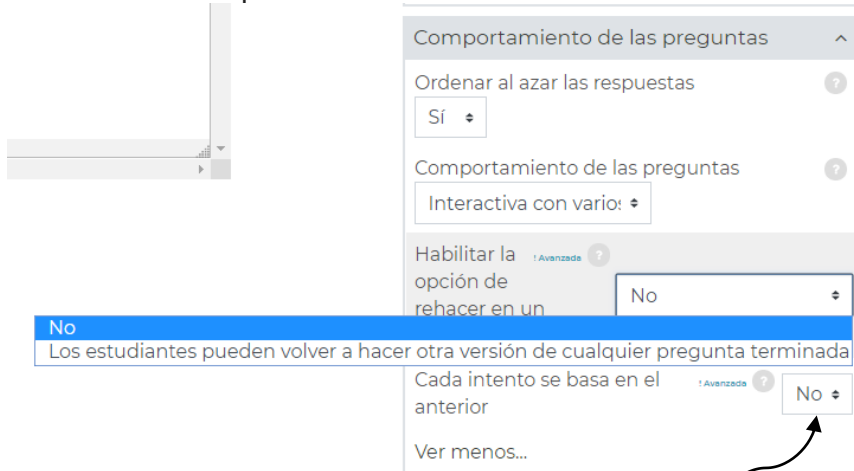 Comportamiento de las preguntas
Ordenar al azar las respuestas
Sí
Comportamiento de las preguntas
Interactiva con vario
Habilitar la ! Avanzada
opción de
rehacer en un
No
No
Los estudiantes pueden volver a hacer otra versión de cualquier pregunta terminada
Cada intento se basa en el ! Avanzada
anterior
No
Ver menos...